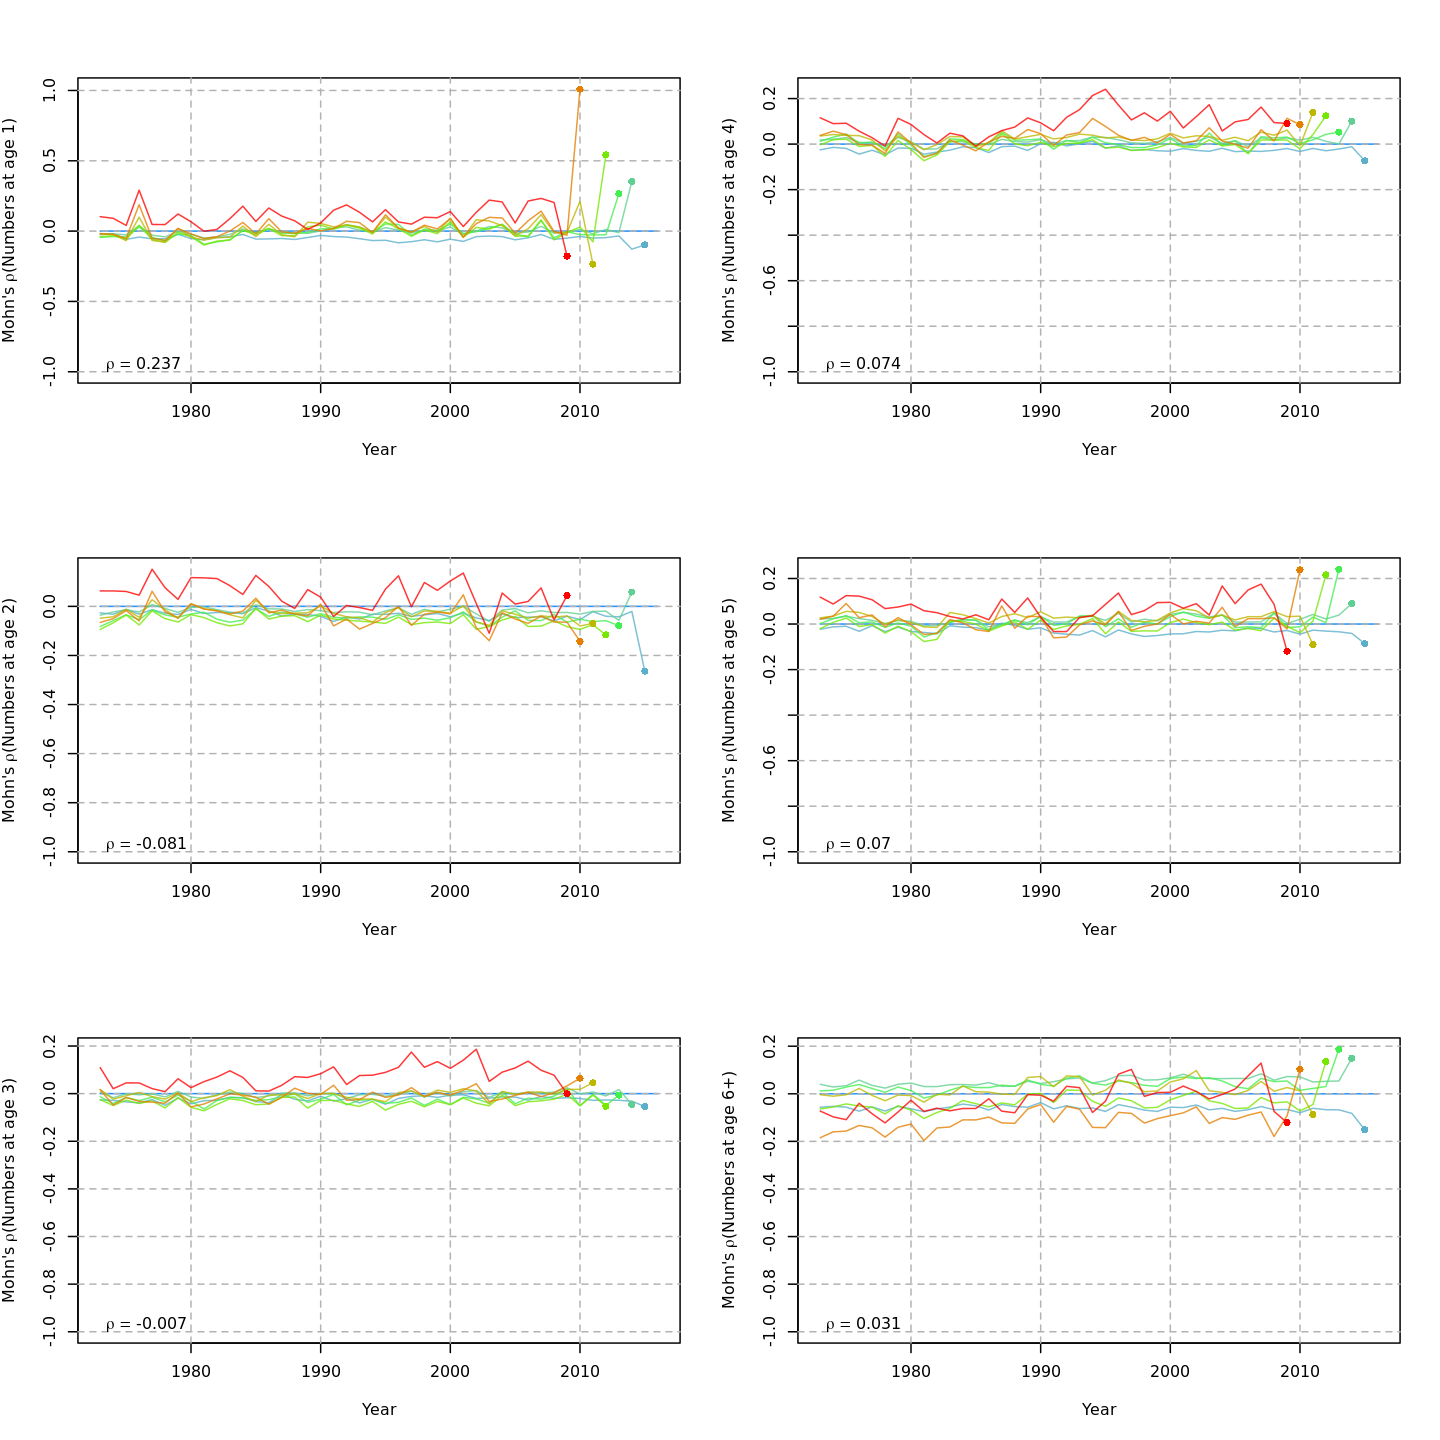 Mohn's ρ(Numbers at age 1)
1.0
0.5
0.0
-0.5
-1.0
ρ = 0.237
1980 1990 2000 2010
Year
Mohn's ρ(Numbers at age 4)
0.2
0.0
-0.2
-0.6
-1.0
ρ = 0.074
1980 1990 2000 2010
Year
Mohn's ρ(Numbers at age 2)
0.0
-0.2
-0.4
-0.6
-0.8
-1.0
ρ = -0.081
1980 1990 2000 2010
Year
Mohn's ρ(Numbers at age 5)
0.2
0.0
-0.2
-0.6
-1.0
ρ = 0.07
1980 1990 2000 2010
Year
Mohn's ρ(Numbers at age 3)
0.2
0.0
-0.2
-0.4
-0.6
-0.8
-1.0
ρ = -0.007
1980 1990 2000 2010
Year
Mohn's ρ(Numbers at age 6+)
0.2
0.0
-0.2
-0.4
-0.6
-0.8
-1.0
ρ = 0.031
1980 1990 2000 2010
Year